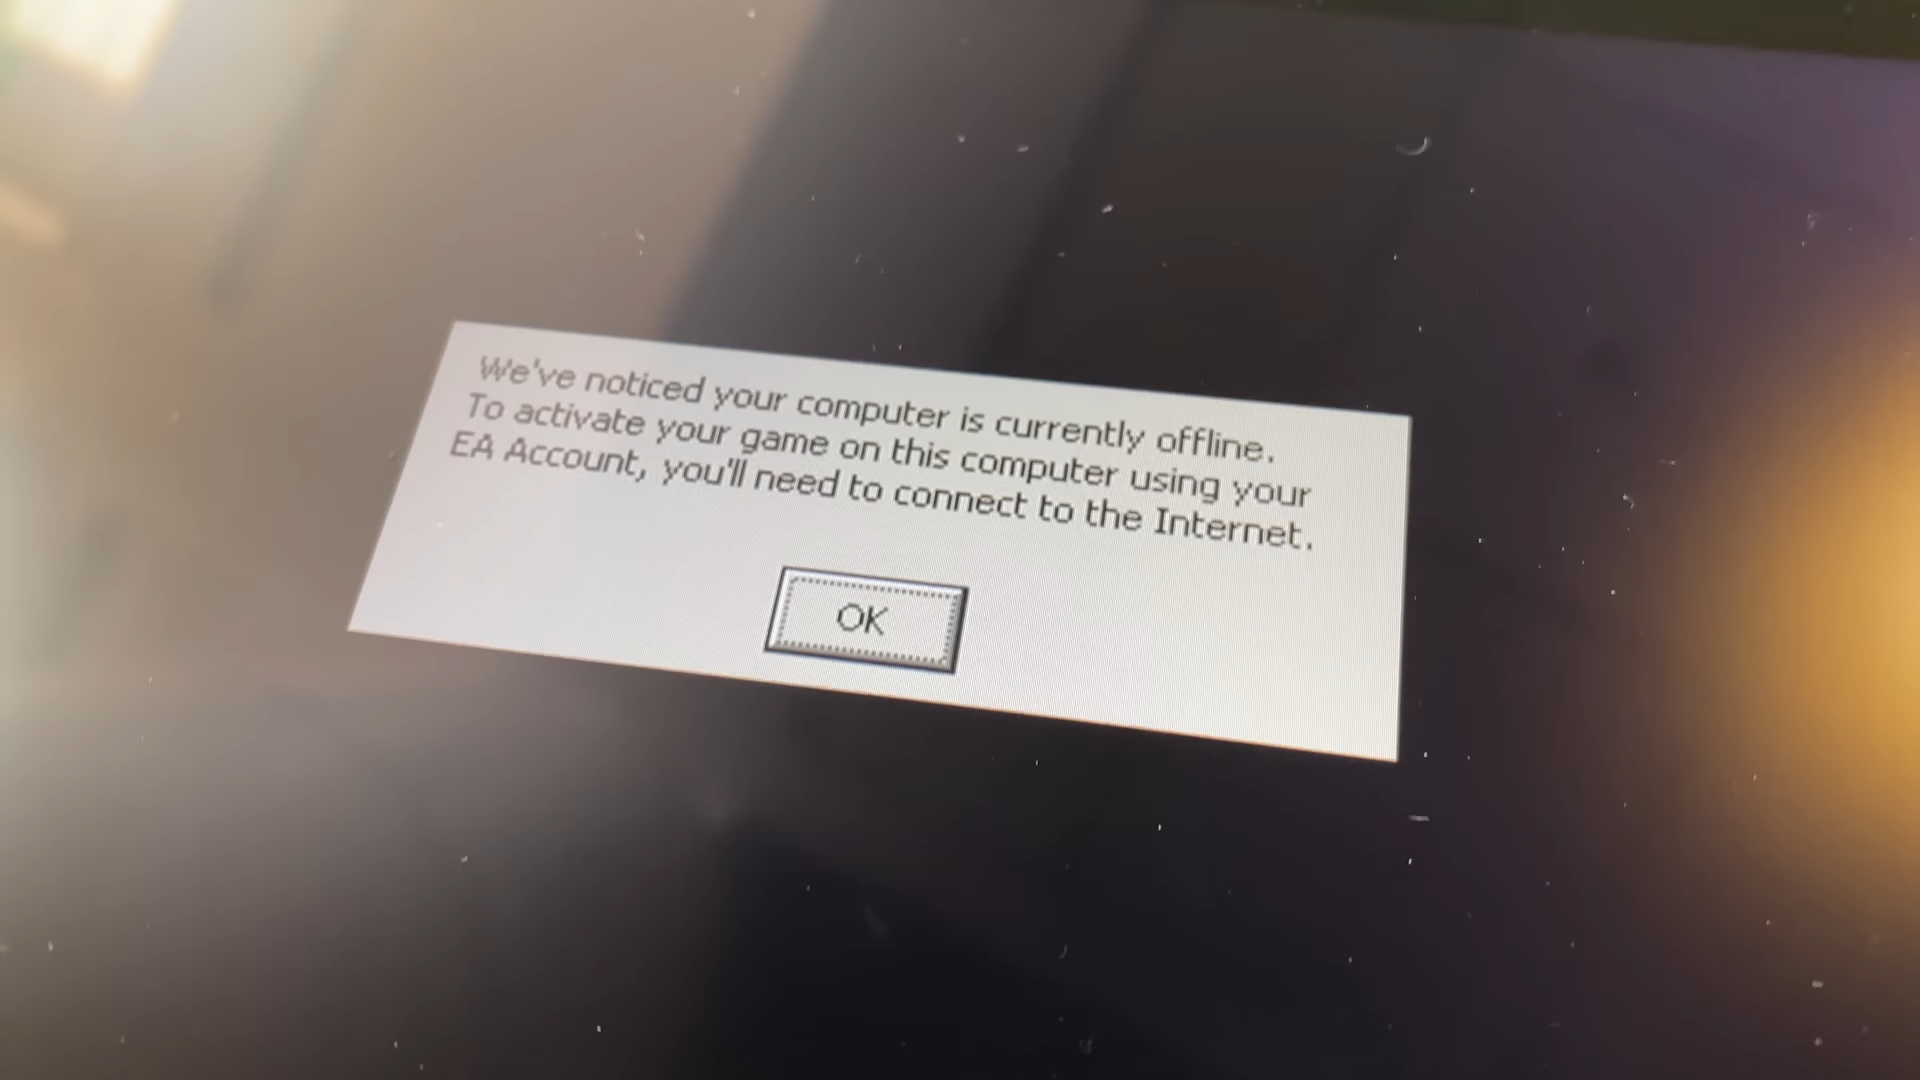 We've noticed your computer is currently offline.
To activate your game on this computer using your
EA Account, you'll need to connect to the Internet.
OK